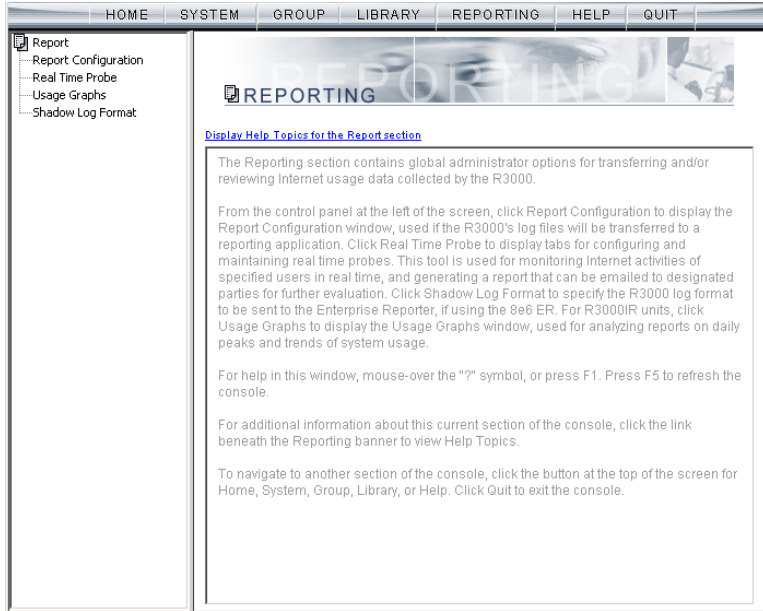 HOME SYSTEM GROUP LIBRARY REPORTING HELP QUIT
Report
Report Configuration
Real Time Probe
Usage Graphs
Shadow Log Format
REPORTING
REPORTING
Display Help Topics for the Report section
The Reporting section contains global administrator options for transferring and/or
reviewing Internet usage data collected by the R3000.
From the control panel at the left of the screen, click Report Configuration to display the
Report Configuration window, used if the R3000's log files will be transferred to a
reporting application. Click Real Time Probe to display tabs for configuring and
maintaining real time probes. This tool is used for monitoring Internet activities of
specified users in real time, and generating a report that can be emailed to designated
parties for further evaluation. Click Shadow Log Format to specify the R3000 log format
to be sent to the Enterprise Reporter, if using the 8e6 ER. For R3000IR units, click
Usage Graphs to display the Usage Graphs window, used for analyzing reports on daily
peaks and trends of system usage.
For help in this window, mouse-over the "?" symbol, or press F1. Press F5 to refresh the
console.
For additional information about this current section of the console, click the link
beneath the Reporting banner to view Help Topics.
To navigate to another section of the console, click the button at the top of the screen for
Home, System, Group, Library, or Help. Click Quit to exit the console.